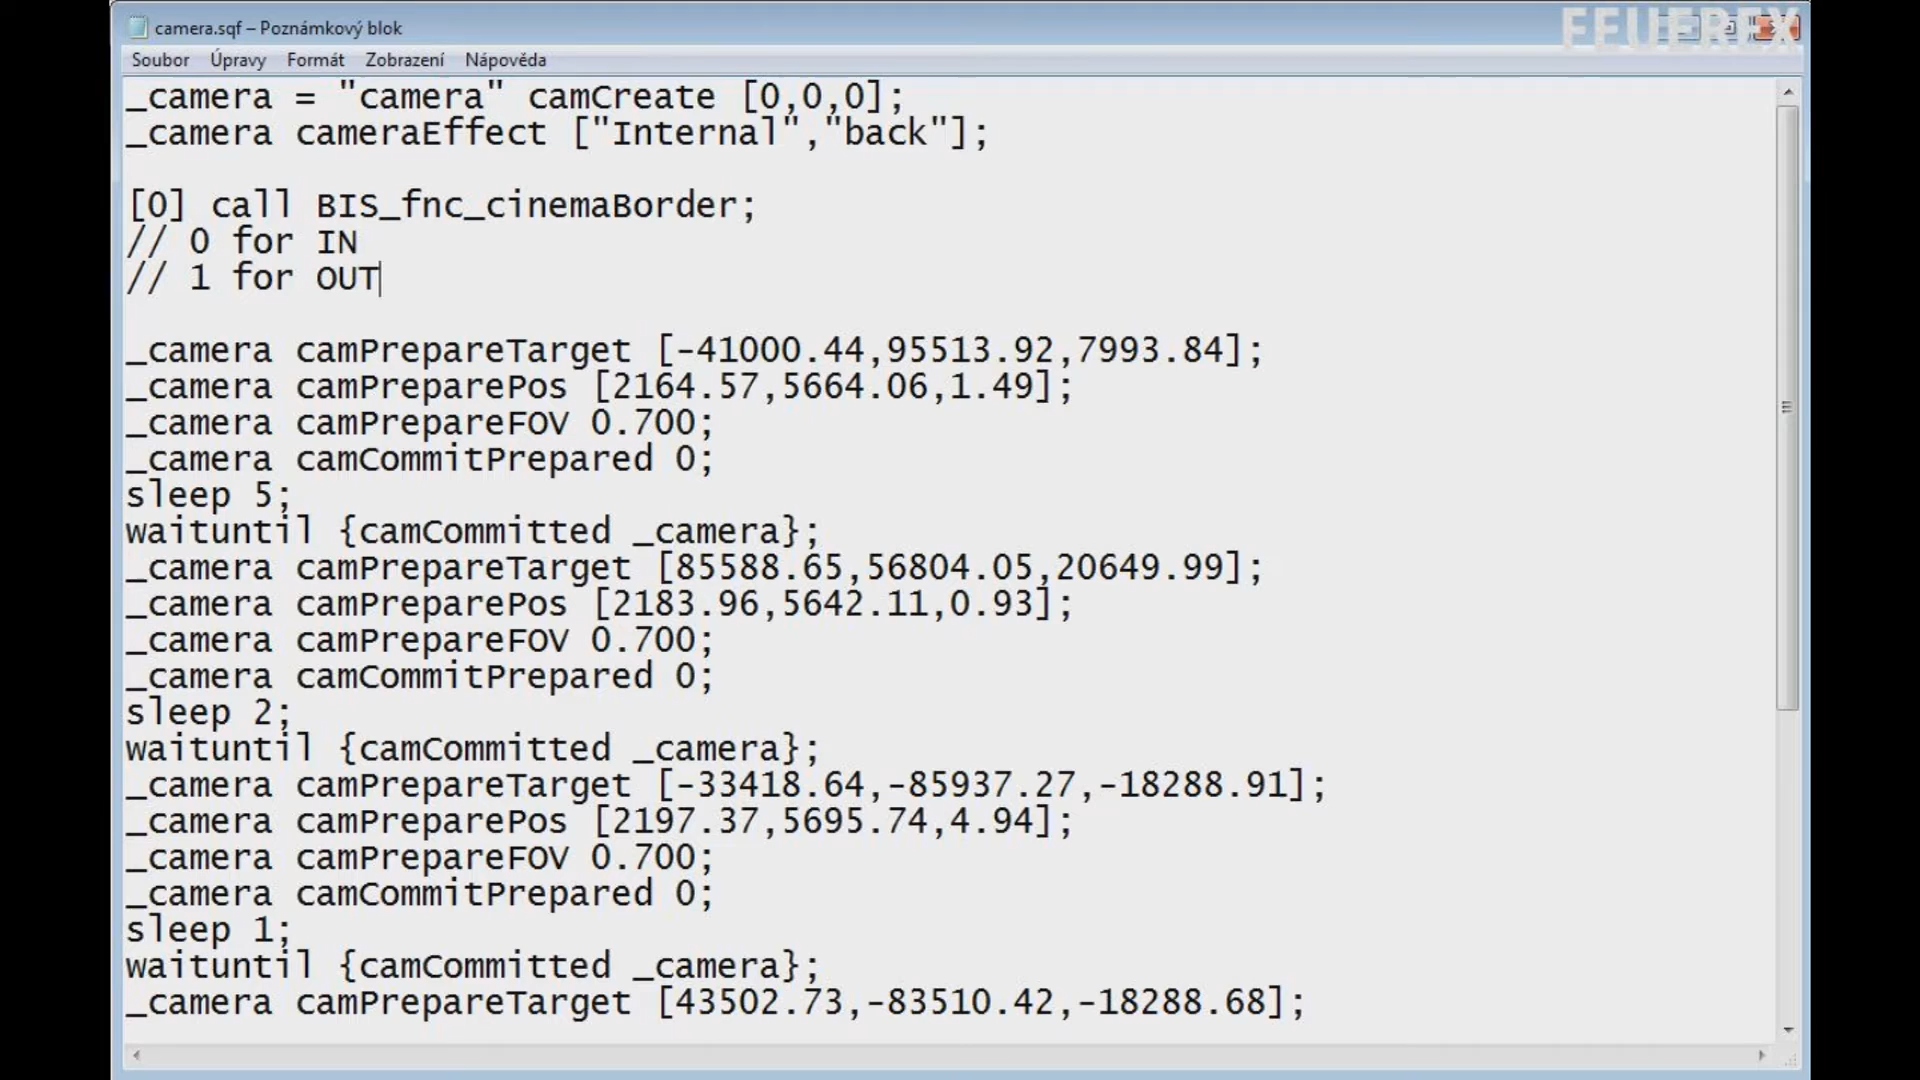 camera.sqf – Poznámkový blok
FEUEREX
Soubor Úpravy Formát Zobrazení Nápověda
_camera = "camera" camCreate [0,0,0];
_camera cameraEffect ["Internal","back"];
[0] call BIS_fnc_cinemaBorder;
// 0 for IN
// 1 for OUT
_camera camPrepareTarget [-41000.44,95513.92,7993.84];
_camera camPreparePos [2164.57,5664.06,1.49];
_camera camPrepareFOV 0.700;
_camera camCommitPrepared 0;
sleep 5;
waituntil {camCommitted _camera};
_camera camPrepareTarget [85588.65,56804.05,20649.99];
_camera camPreparePos [2183.96,5642.11,0.93];
_camera camPrepareFOV 0.700;
_camera camCommitPrepared 0;
sleep 2;
waituntil {camCommitted _camera};
_camera camPrepareTarget [-33418.64,-85937.27,-18288.91];
_camera camPreparePos [2197.37,5695.74,4.94];
_camera camPrepareFOV 0.700;
_camera camCommitPrepared 0;
sleep 1;
waituntil {camCommitted _camera};
_camera camPrepareTarget [43502.73,-83510.42,-18288.68];